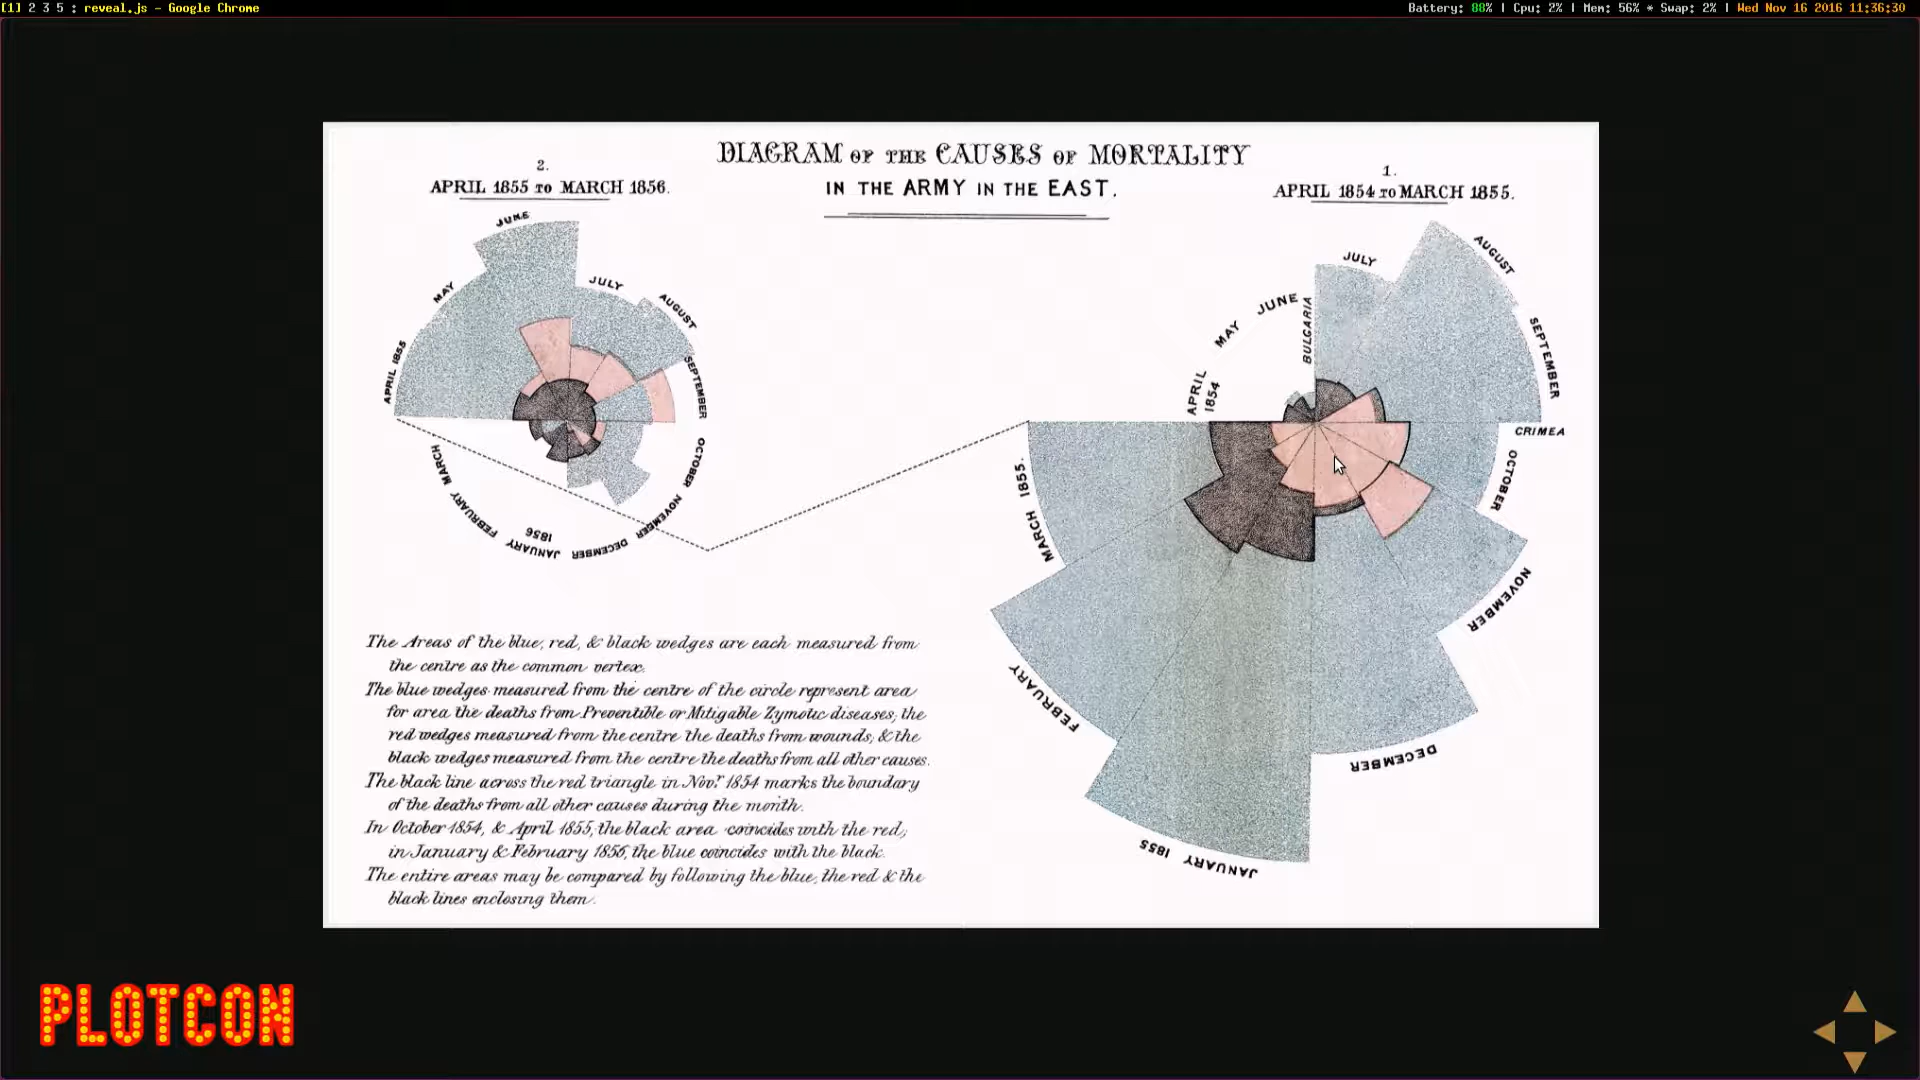 [1] 2 3 5 : reveal.js - Google Chrome
Battery: 88% | Cpu: 2% | Mem: 56% * Swap: 2% | Wed Nov 16 2016 11:36:30
DIAGRAM OF THE CAUSES OF MORTALITY
IN THE ARMY IN THE EAST.
2.
APRIL 1855 TO MARCH 1856.
1.
APRIL 1854 TO MARCH 1855.
APRIL 1855
MAY
JUNE
JULY
AUGUST
SEPTEMBER
OCTOBER
NOVEMBER
DECEMBER
JANUARY
1856
FEBRUARY
MARCH
APRIL
1854
MAY
JUNE
BULGARIA
JULY
AUGUST
SEPTEMBER
CRIMEA
OCTOBER
NOVEMBER
DECEMBER
JANUARY 1855
FEBRUARY
MARCH 1855.
The Areas of the blue, red, & black wedges are each measured from
the centre as the common vertex.
The blue wedges measured from the centre of the circle represent area
for area the deaths from Preventible or Mitigable Zymotic diseases; the
red wedges measured from the centre the deaths from wounds; & the
black wedges measured from the centre the deaths from all other causes.
The black line across the red triangle in Novr. 1854 marks the boundary
of the deaths from all other causes during the month.
In October 1854, & April 1855, the black area coincides with the red;
in January & February 1856, the blue coincides with the black.
The entire areas may be compared by following the blue, the red & the
black lines enclosing them.
PLOTCON